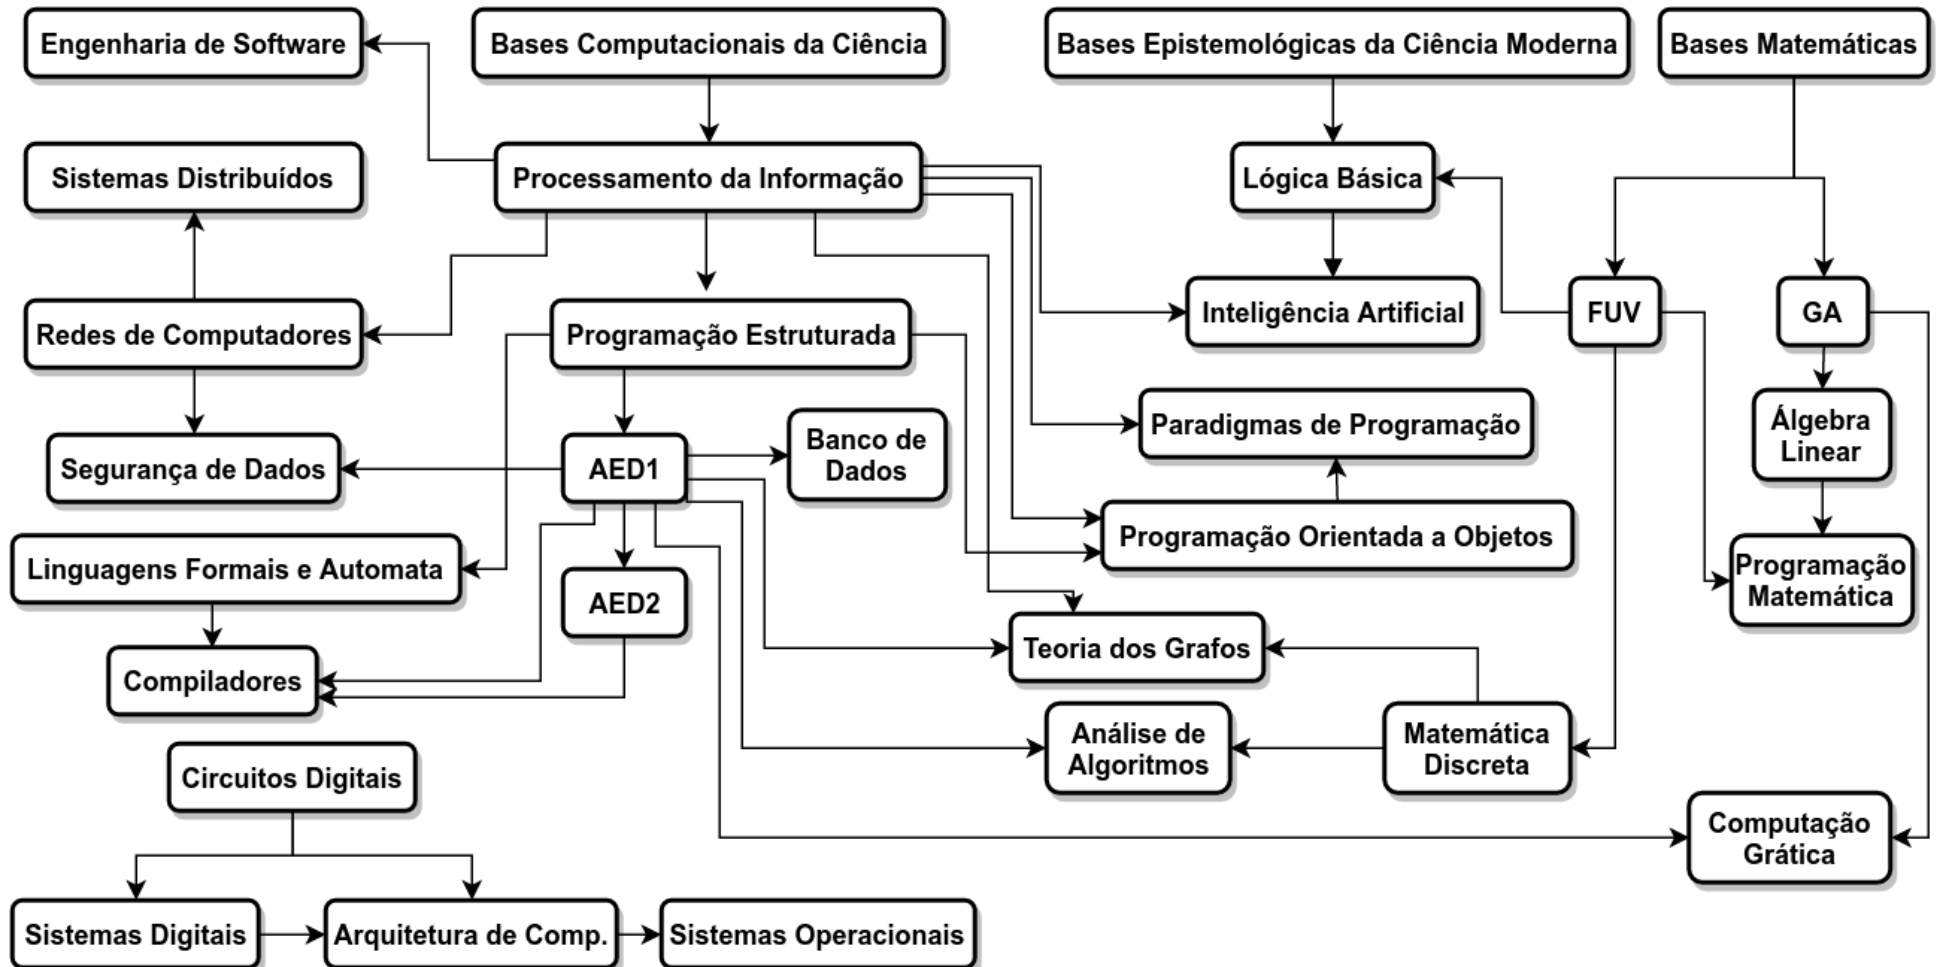 Engenharia de Software
Bases Computacionais da Ciência
Bases Epistemológicas da Ciência Moderna
Bases Matemáticas
Sistemas Distribuídos
Processamento da Informação
Lógica Básica
Redes de Computadores
Programação Estruturada
Inteligência Artificial
FUV
GA
Paradigmas de Programação
Álgebra
Linear
Segurança de Dados
AED1
Banco de
Dados
Programação Orientada a Objetos
Linguagens Formais e Automata
AED2
Programação
Matemática
Teoria dos Grafos
Compiladores
Análise de
Algoritmos
Matemática
Discreta
Circuitos Digitais
Computação
Grática
Sistemas Digitais
Arquitetura de Comp.
Sistemas Operacionais